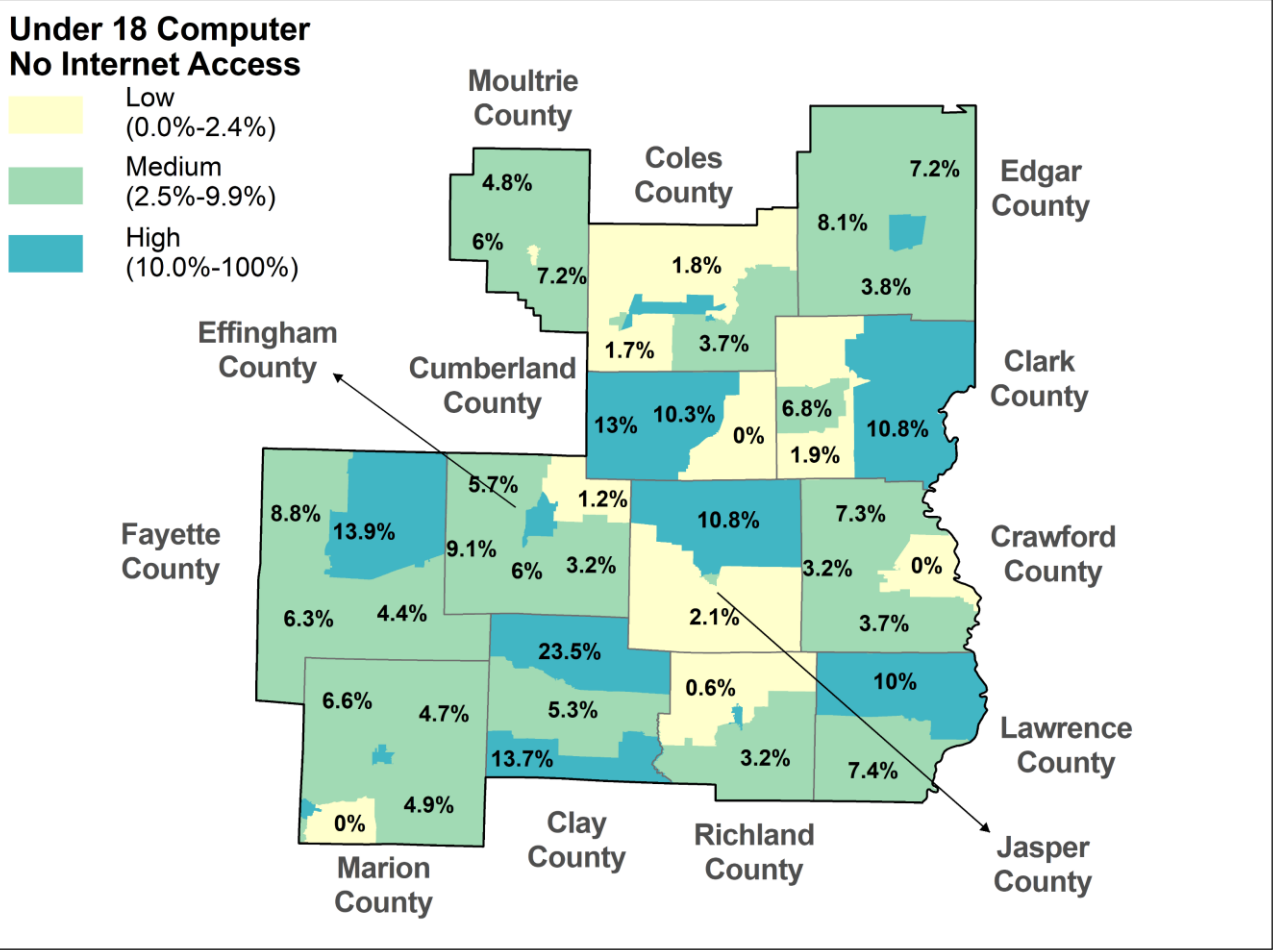 Under 18 Computer
No Internet Access
Low
(0.0%-2.4%)
Medium
(2.5%-9.9%)
High
(10.0%-100%)
Moultrie
County
Coles
County
Edgar
County
Effingham
County
Cumberland
County
Clark
County
Fayette
County
Crawford
County
Lawrence
County
Jasper
County
Richland
County
Clay
County
Marion
County
4.8%
6%
7.2%
1.8%
1.7%
3.7%
7.2%
8.1%
3.8%
13%
10.3%
0%
6.8%
1.9%
10.8%
8.8%
13.9%
6.3%
4.4%
5.7%
1.2%
9.1%
6%
3.2%
10.8%
2.1%
7.3%
3.2%
0%
3.7%
23.5%
5.3%
13.7%
0.6%
3.2%
10%
7.4%
6.6%
4.7%
4.9%
0%